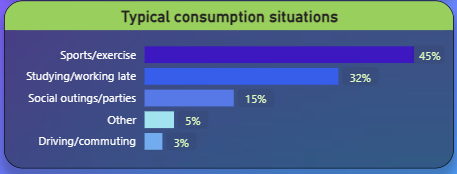 Typical consumption situations
Sports/exercise 45%
Studying/working late 32%
Social outings/parties 15%
Other 5%
Driving/commuting 3%